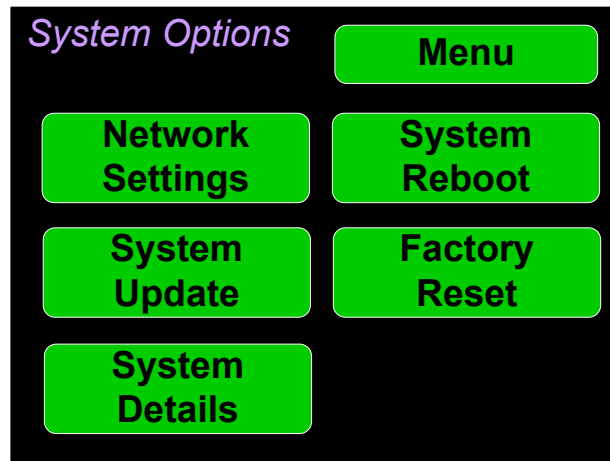 System Options
Menu
Network
Settings
System
Reboot
System
Update
Factory
Reset
System
Details